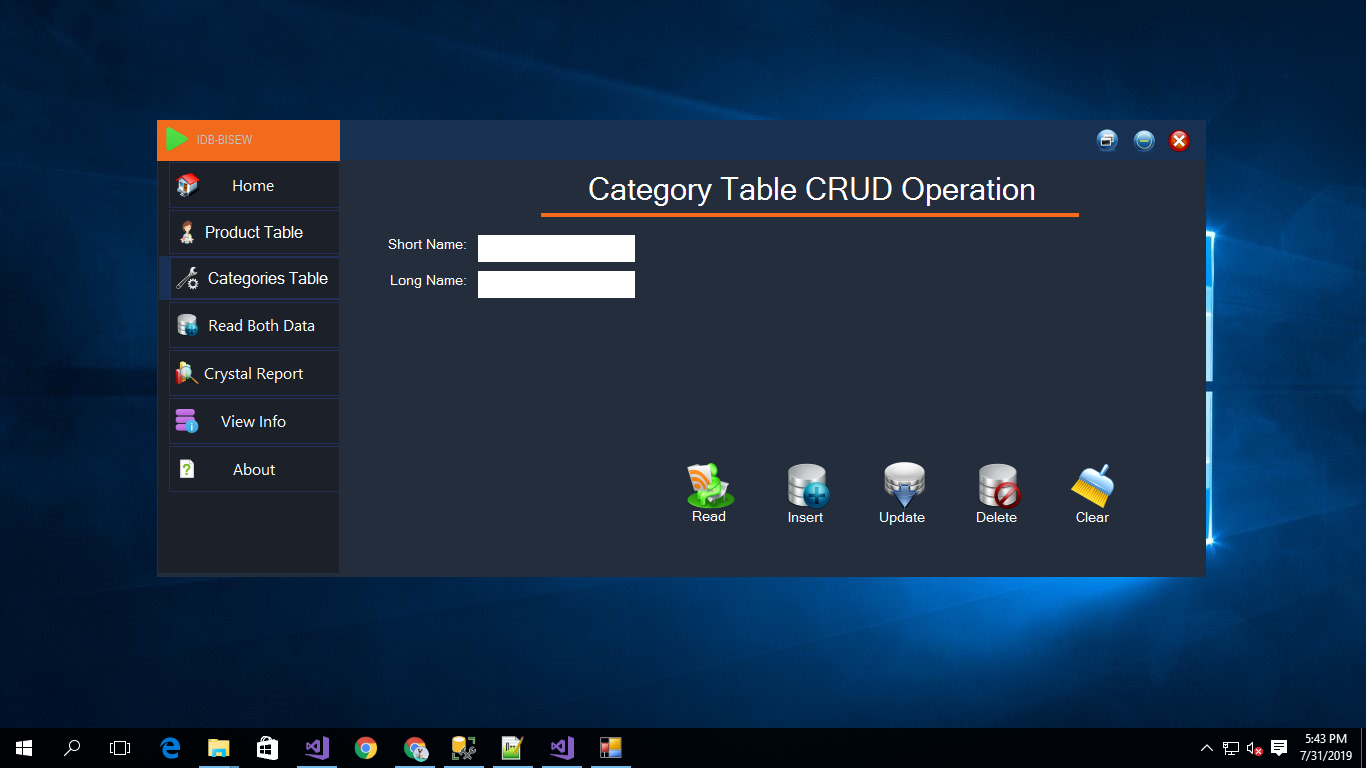 IDB-BISEW
Home
Product Table
Categories Table
Read Both Data
Crystal Report
View Info
About
Category Table CRUD Operation
Short Name:
Long Name:
Read
Insert
Update
Delete
Clear
5:43 PM
7/31/2019